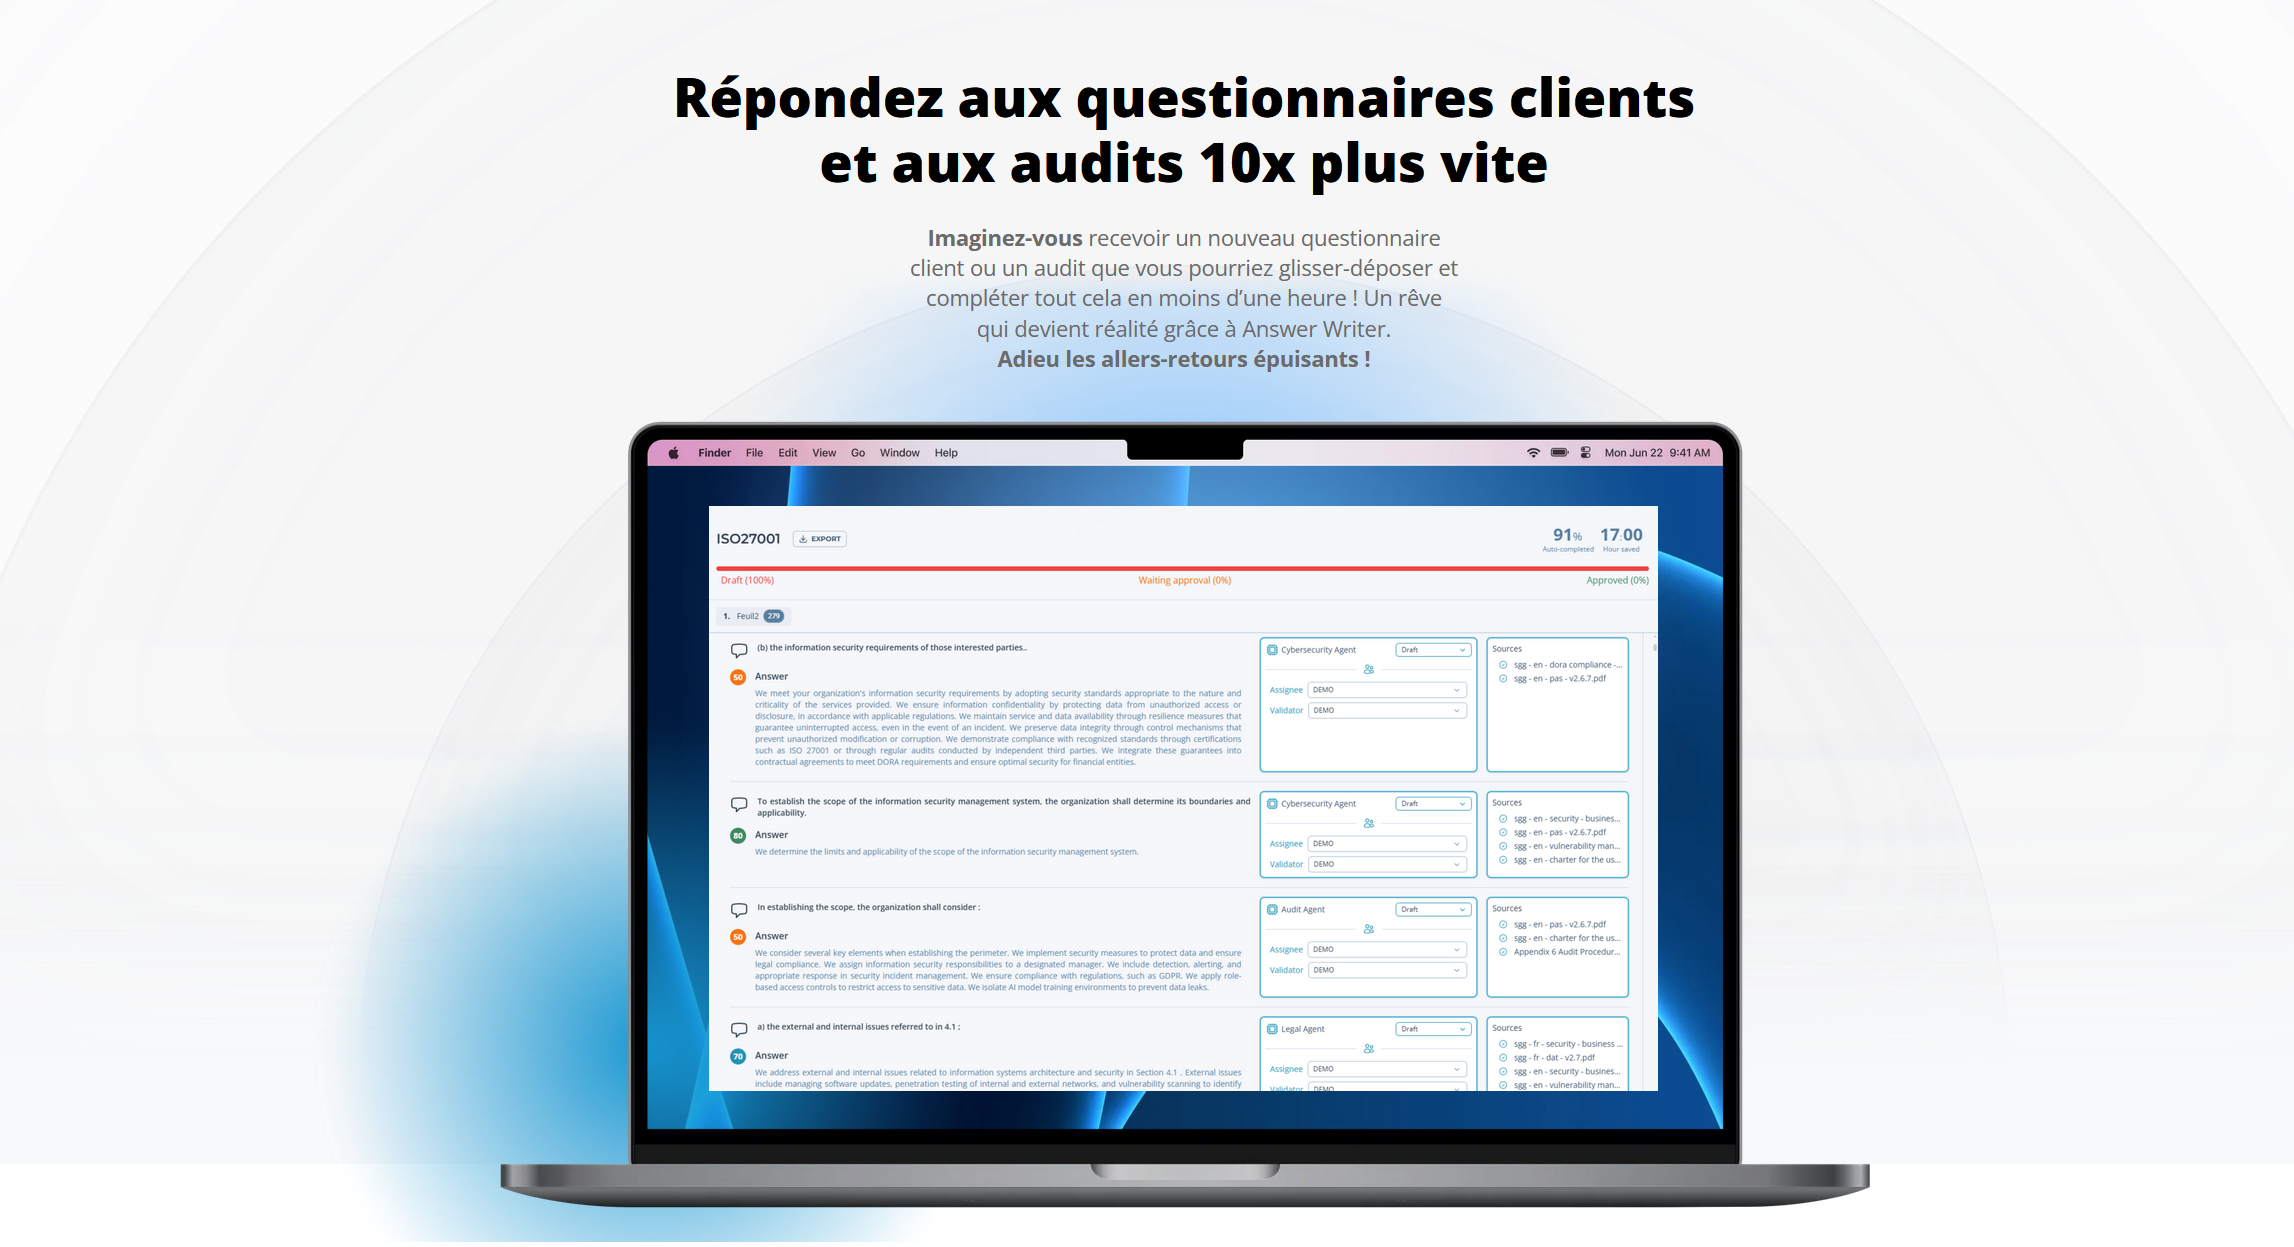 Répondez aux questionnaires clients
et aux audits 10x plus vite
Imaginez-vous recevoir un nouveau questionnaire
client ou un audit que vous pourriez glisser-déposer et
compléter tout cela en moins d’une heure ! Un rêve
qui devient réalité grâce à Answer Writer.
Adieu les allers-retours épuisants !
Finder File Edit View Go Window Help
Mon Jun 22 9:41 AM
ISO27001 EXPORT
91% 17:00
Auto-completed Hour saved
Draft (100%) Waiting approval (0%) Approved (0%)
1. Feuil2 279
(b) the information security requirements of those interested parties..
50 Answer
We meet your organization's information security requirements by adopting security standards appropriate to the nature and
criticality of the services provided. We ensure information confidentiality by protecting data from unauthorized access or
disclosure, in accordance with applicable regulations. We maintain service and data availability through resilience measures that
guarantee uninterrupted access, even in the event of an incident. We preserve data integrity through control mechanisms that
prevent unauthorized modification or corruption. We demonstrate compliance with recognized standards through certifications
such as ISO 27001 or through regular audits conducted by independent third parties. We integrate these guarantees into
contractual agreements to meet DORA requirements and ensure optimal security for financial entities.
Cybersecurity Agent Draft
Assignee DEMO
Validator DEMO
Sources
sgg - en - dora compliance -...
sgg - en - pas - v2.6.7.pdf
To establish the scope of the information security management system, the organization shall determine its boundaries and
applicability.
80 Answer
We determine the limits and applicability of the scope of the information security management system.
Cybersecurity Agent Draft
Assignee DEMO
Validator DEMO
Sources
sgg - en - security - busines...
sgg - en - pas - v2.6.7.pdf
sgg - en - vulnerability man...
sgg - en - charter for the us...
In establishing the scope, the organization shall consider :
50 Answer
We consider several key elements when establishing the perimeter. We implement security measures to protect data and ensure
legal compliance. We assign information security responsibilities to a designated manager. We include detection, alerting, and
appropriate response in security incident management. We ensure compliance with regulations, such as GDPR. We apply role-
based access controls to restrict access to sensitive data. We isolate AI model training environments to prevent data leaks.
Audit Agent Draft
Assignee DEMO
Validator DEMO
Sources
sgg - en - pas - v2.6.7.pdf
sgg - en - charter for the us...
Appendix 6 Audit Procedur...
a) the external and internal issues referred to in 4.1 ;
70 Answer
We address external and internal issues related to information systems architecture and security in Section 4.1 . External issues
include managing software updates, penetration testing of internal and external networks, and vulnerability scanning to identify
Legal Agent Draft
Assignee DEMO
Validator DEMO
Sources
sgg - fr - security - business ...
sgg - fr - dat - v2.7.pdf
sgg - en - security - busines...
sgg - en - vulnerability man...